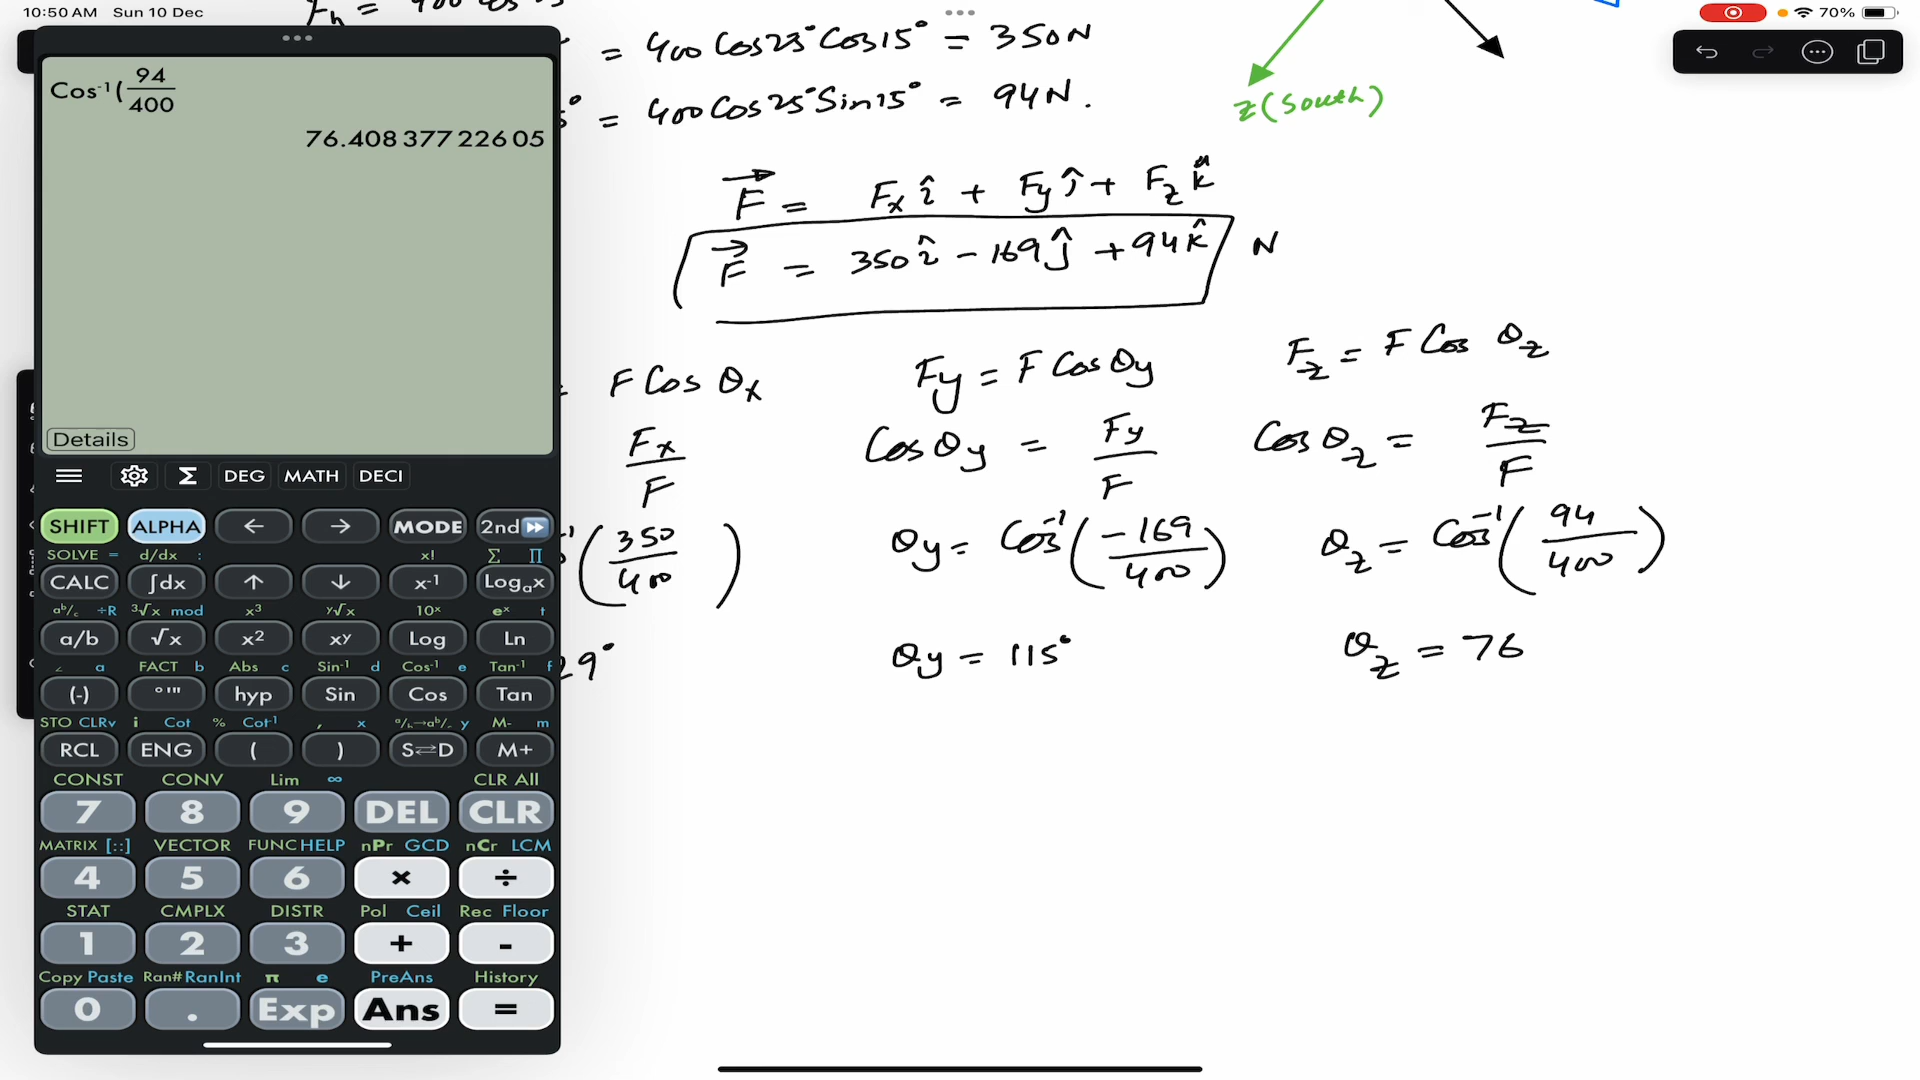 10:50 AM Sun 10 Dec
70%
= 400 Cos25° Cos15° = 350N
= 400 Cos25° Sin15° = 94N.
z (South)
F = Fx î + Fy ĵ + Fz k̂
F = 350î - 169ĵ + 94k̂ N
F Cos θx Fy = F Cos θy Fz = F Cos θz
Fx/F Cos θy = Fy/F Cos θz = Fz/F
(350/400) θy = Cos⁻¹(-169/400) θz = Cos⁻¹(94/400)
29° θy = 115° θz = 76
Cos⁻¹(94/400
76.408 377 226 05
Details
DEG MATH DECI
SHIFT ALPHA ← → MODE 2nd
SOLVE = d/dx : x! Σ Π
CALC ∫dx ↑ ↓ x⁻¹ Logₐx
aᵇ/c ÷R ³√x mod x³ ʸ√x 10ˣ eˣ t
a/b √x x² xʸ Log Ln
∠ a FACT b Abs c Sin⁻¹ d Cos⁻¹ e Tan⁻¹ f
(-) °'" hyp Sin Cos Tan
STO CLRv i Cot % Cot⁻¹ , x y M- m
RCL ENG ( ) S⇄D M+
CONST CONV Lim ∞ CLR All
7 8 9 DEL CLR
MATRIX [::] VECTOR FUNC HELP nPr GCD nCr LCM
4 5 6 × ÷
STAT CMPLX DISTR Pol Ceil Rec Floor
1 2 3 + -
Copy Paste Ran# RanInt π e PreAns History
0 . Exp Ans =